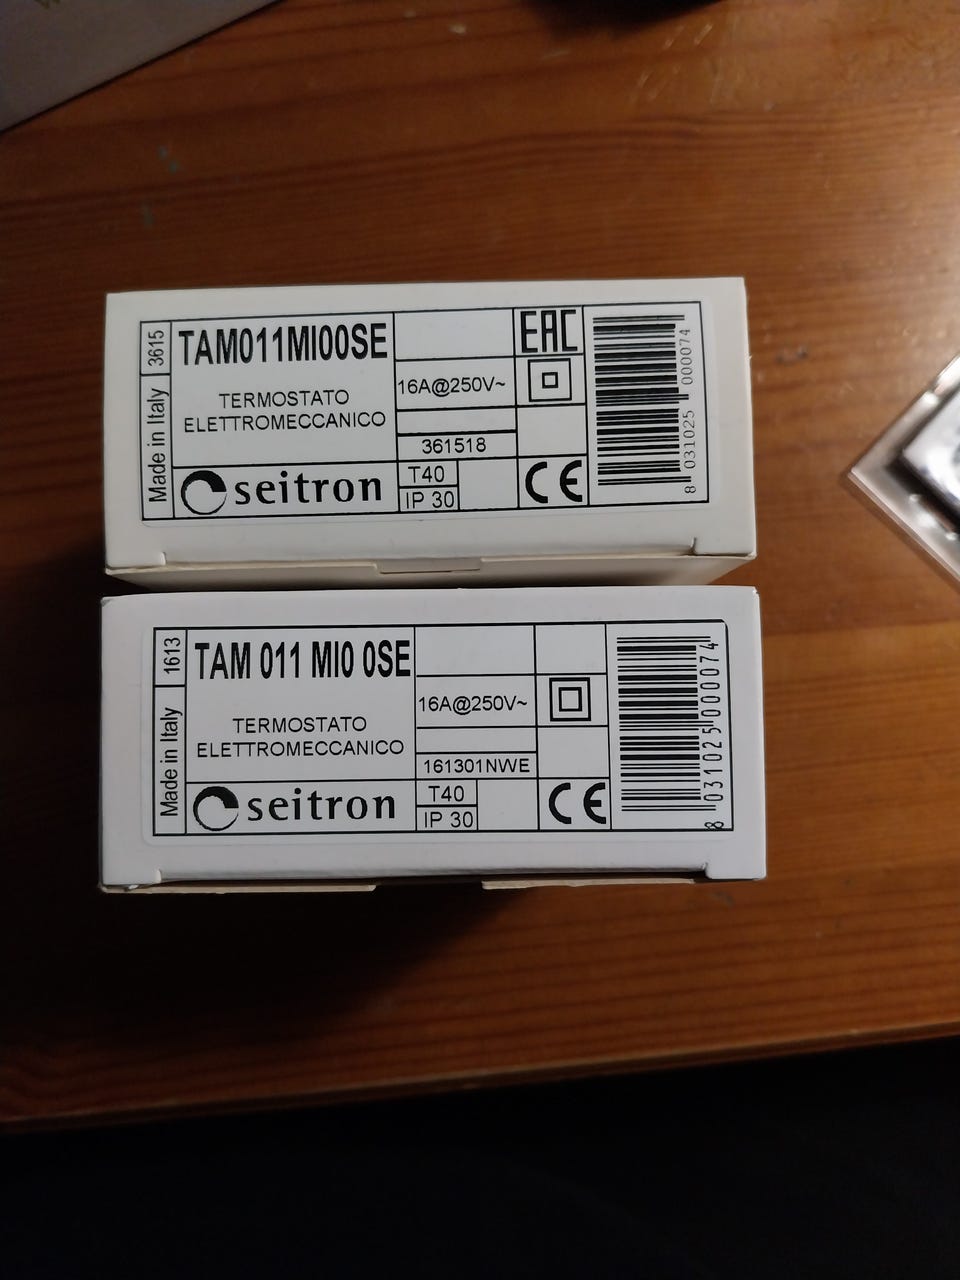 3615
Made in Italy
TAM011MI00SE
TERMOSTATO
ELETTROMECCANICO
seitron
16A@250V~
361518
T40
IP 30
EAC
CE
8 031025 000074
1613
Made in Italy
TAM 011 MI0 0SE
TERMOSTATO
ELETTROMECCANICO
seitron
16A@250V~
161301NWE
T40
IP 30
CE
8 031025 000074